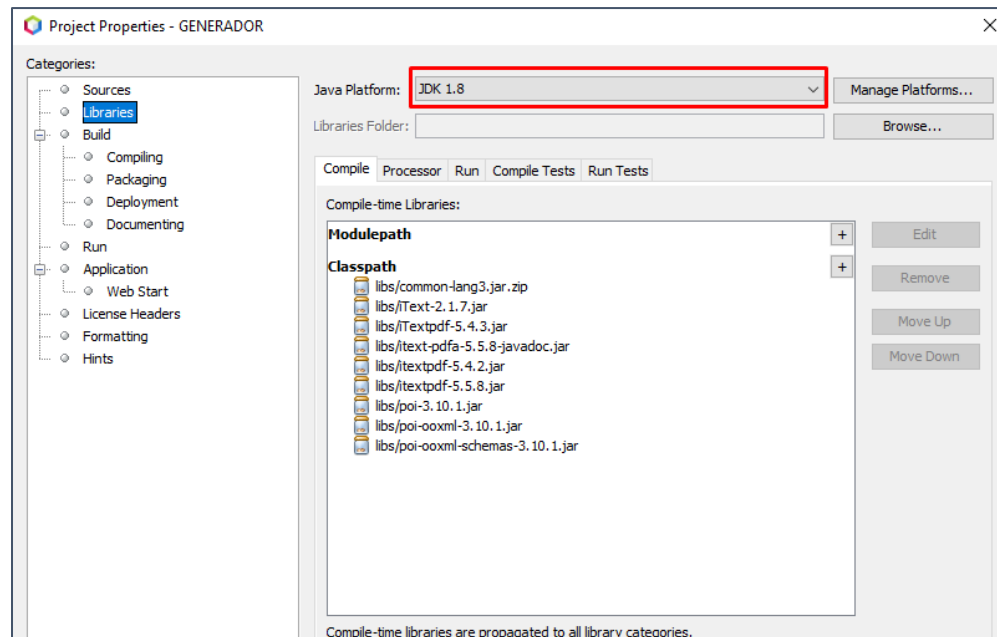 Project Properties - GENERADOR
Categories:
Sources
Libraries
Build
Compiling
Packaging
Deployment
Documenting
Run
Application
Web Start
License Headers
Formatting
Hints
Java Platform: JDK 1.8 Manage Platforms...
Libraries Folder: Browse...
Compile Processor Run Compile Tests Run Tests
Compile-time Libraries:
Modulepath + Edit
Classpath +
Remove
libs/common-lang3.jar.zip
libs/iText-2.1.7.jar
libs/iTextpdf-5.4.3.jar
Move Up
libs/itext-pdfa-5.5.8-javadoc.jar
libs/itextpdf-5.4.2.jar
Move Down
libs/itextpdf-5.5.8.jar
libs/poi-3.10.1.jar
libs/poi-ooxml-3.10.1.jar
libs/poi-ooxml-schemas-3.10.1.jar
Compile-time libraries are propagated to all library categories.